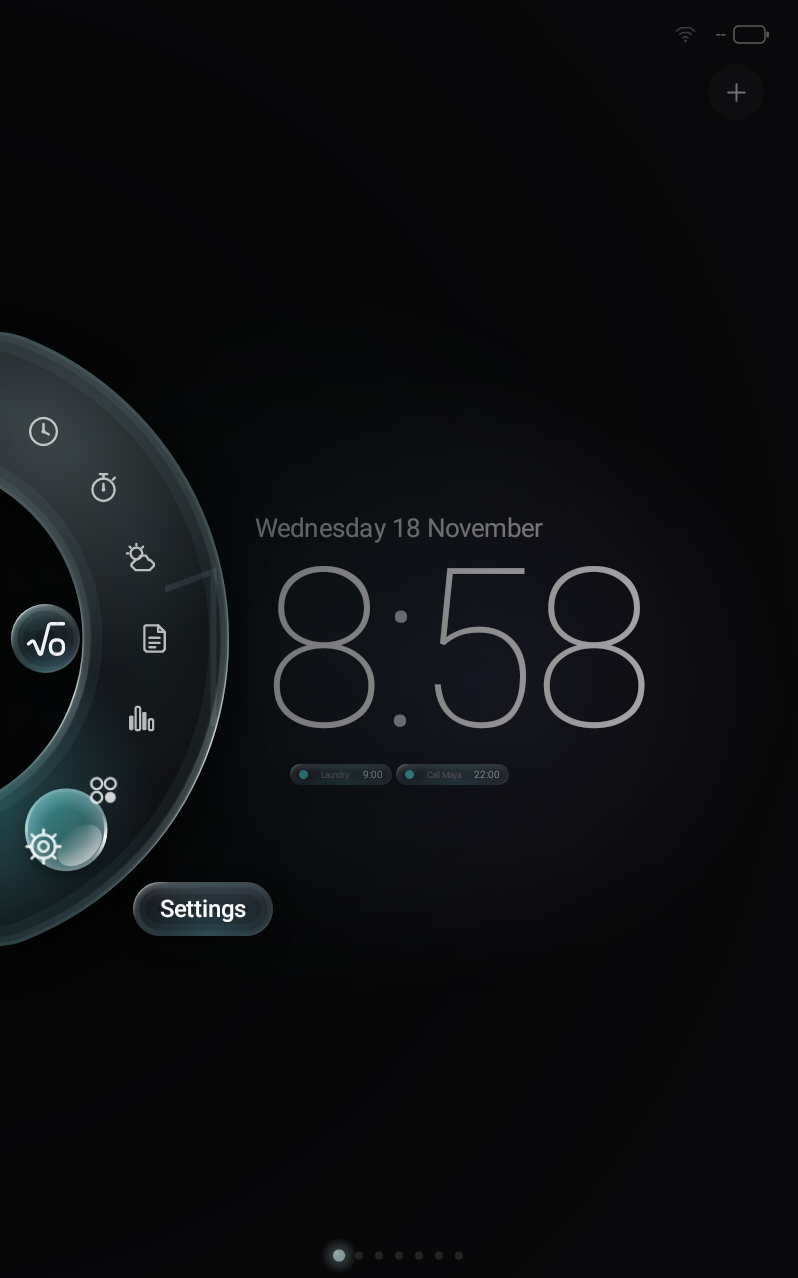 --
√o
Wednesday 18 November
8:58
Laundry 9:00 Call Maya 22:00
Settings